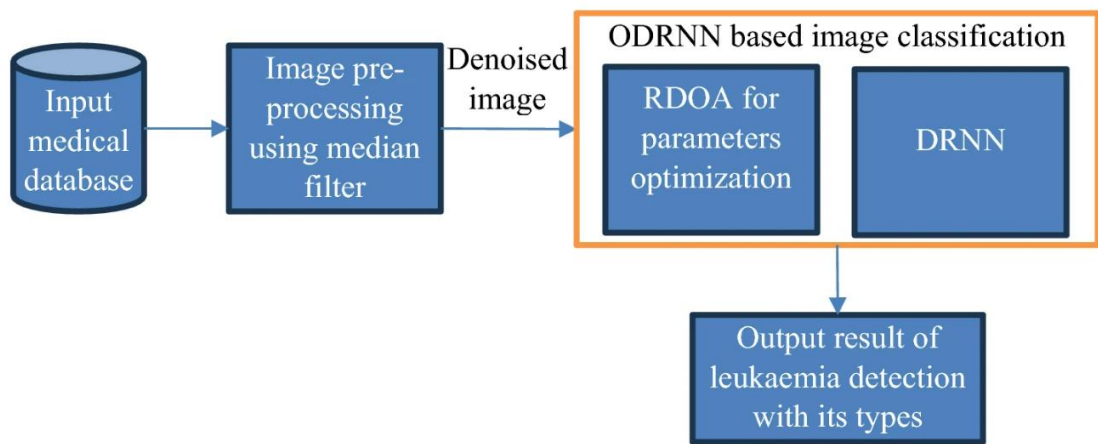 Input
medical
database
Image pre-
processing
using median
filter
Denoised
image
ODRNN based image classification
RDOA for
parameters
optimization
DRNN
Output result of
leukaemia detection
with its types